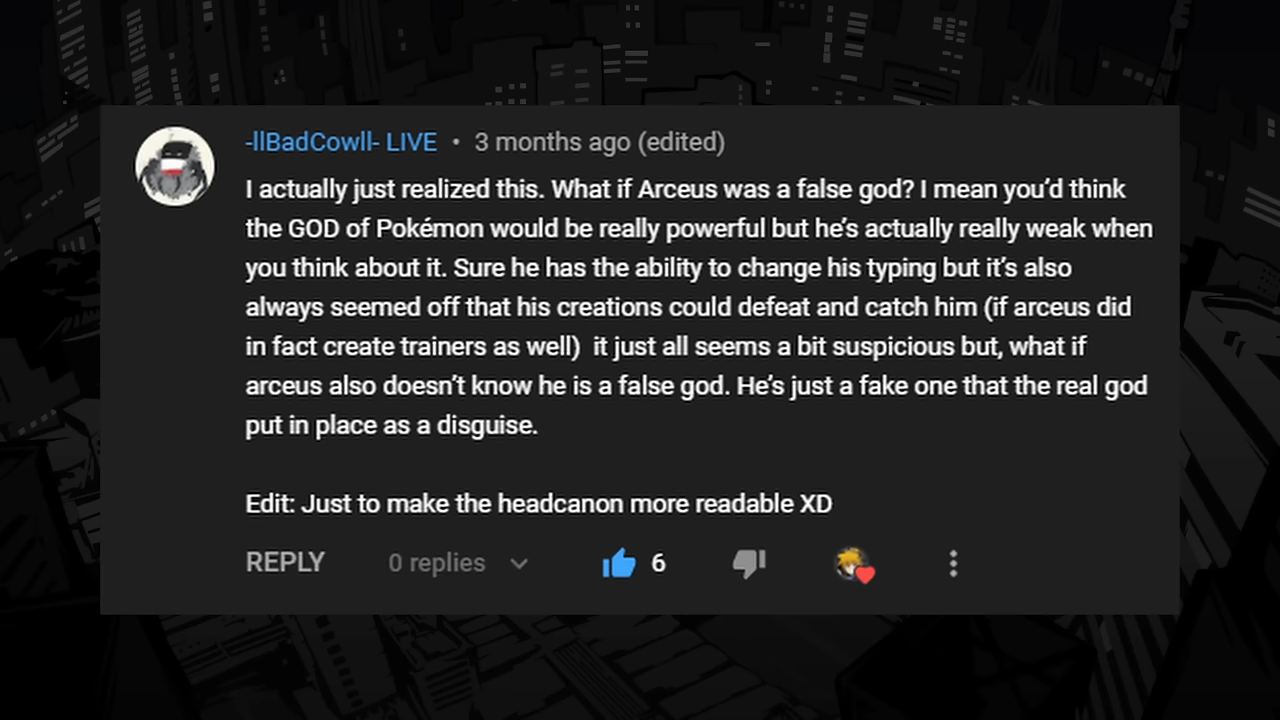 -llBadCowll- LIVE • 3 months ago (edited)
I actually just realized this. What if Arceus was a false god? I mean you’d think
the GOD of Pokémon would be really powerful but he’s actually really weak when
you think about it. Sure he has the ability to change his typing but it’s also
always seemed off that his creations could defeat and catch him (if arceus did
in fact create trainers as well)  it just all seems a bit suspicious but, what if
arceus also doesn’t know he is a false god. He’s just a fake one that the real god
put in place as a disguise.
Edit: Just to make the headcanon more readable XD
REPLY 0 replies 6